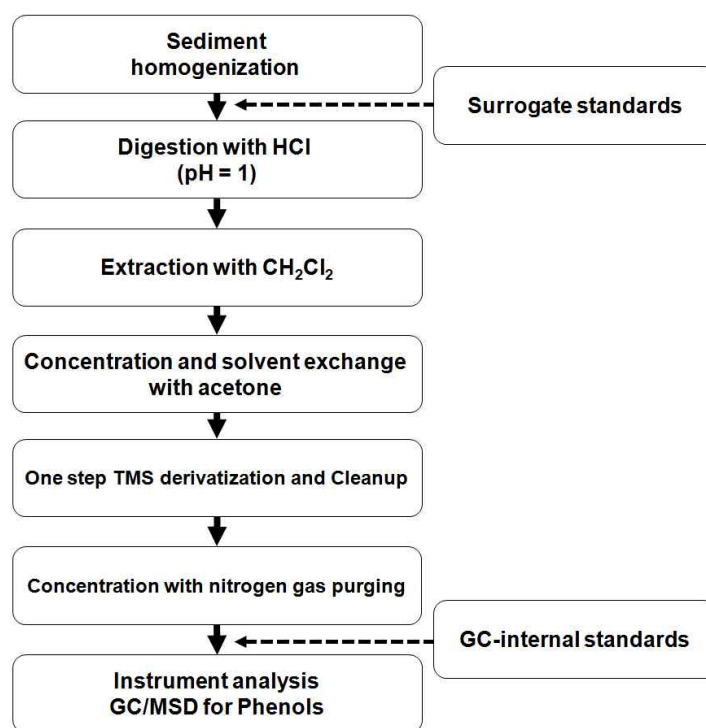 Sediment
homogenization
Surrogate standards
Digestion with HCl
(pH = 1)
Extraction with CH₂Cl₂
Concentration and solvent exchange
with acetone
One step TMS derivatization and Cleanup
Concentration with nitrogen gas purging
GC-internal standards
Instrument analysis
GC/MSD for Phenols